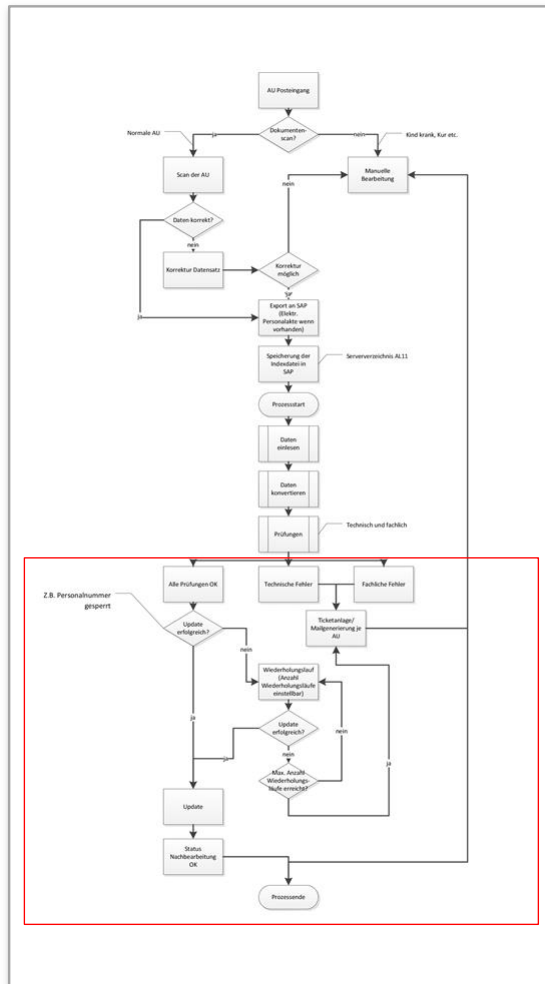 AU Posteingang
Dokumenten-
scan?
ja
nein
Normale AU
Kind krank, Kur etc.
Scan der AU
Manuelle
Bearbeitung
nein
Daten korrekt?
nein
Korrektur Datensatz
Korrektur
möglich
ja
ja
Export an SAP
(Elektr.
Personalakte wenn
vorhanden)
Speicherung der
Indexdatei in
SAP
Serververzeichnis AL11
Prozessstart
Daten
einlesen
Daten
konvertieren
Prüfungen
Technisch und fachlich
Alle Prüfungen OK
Technische Fehler
Fachliche Fehler
Z.B. Personalnummer
gesperrt
Update
erfolgreich?
Ticketanlage/
Mailgenerierung je
AU
nein
Wiederholungslauf
(Anzahl
Wiederholungsläufe
einstellbar)
ja
Update
erfolgreich?
nein
ja
nein
Max. Anzahl
Wiederholungs-
läufe erreicht?
ja
Update
Status
Nachbearbeitung
OK
Prozessende